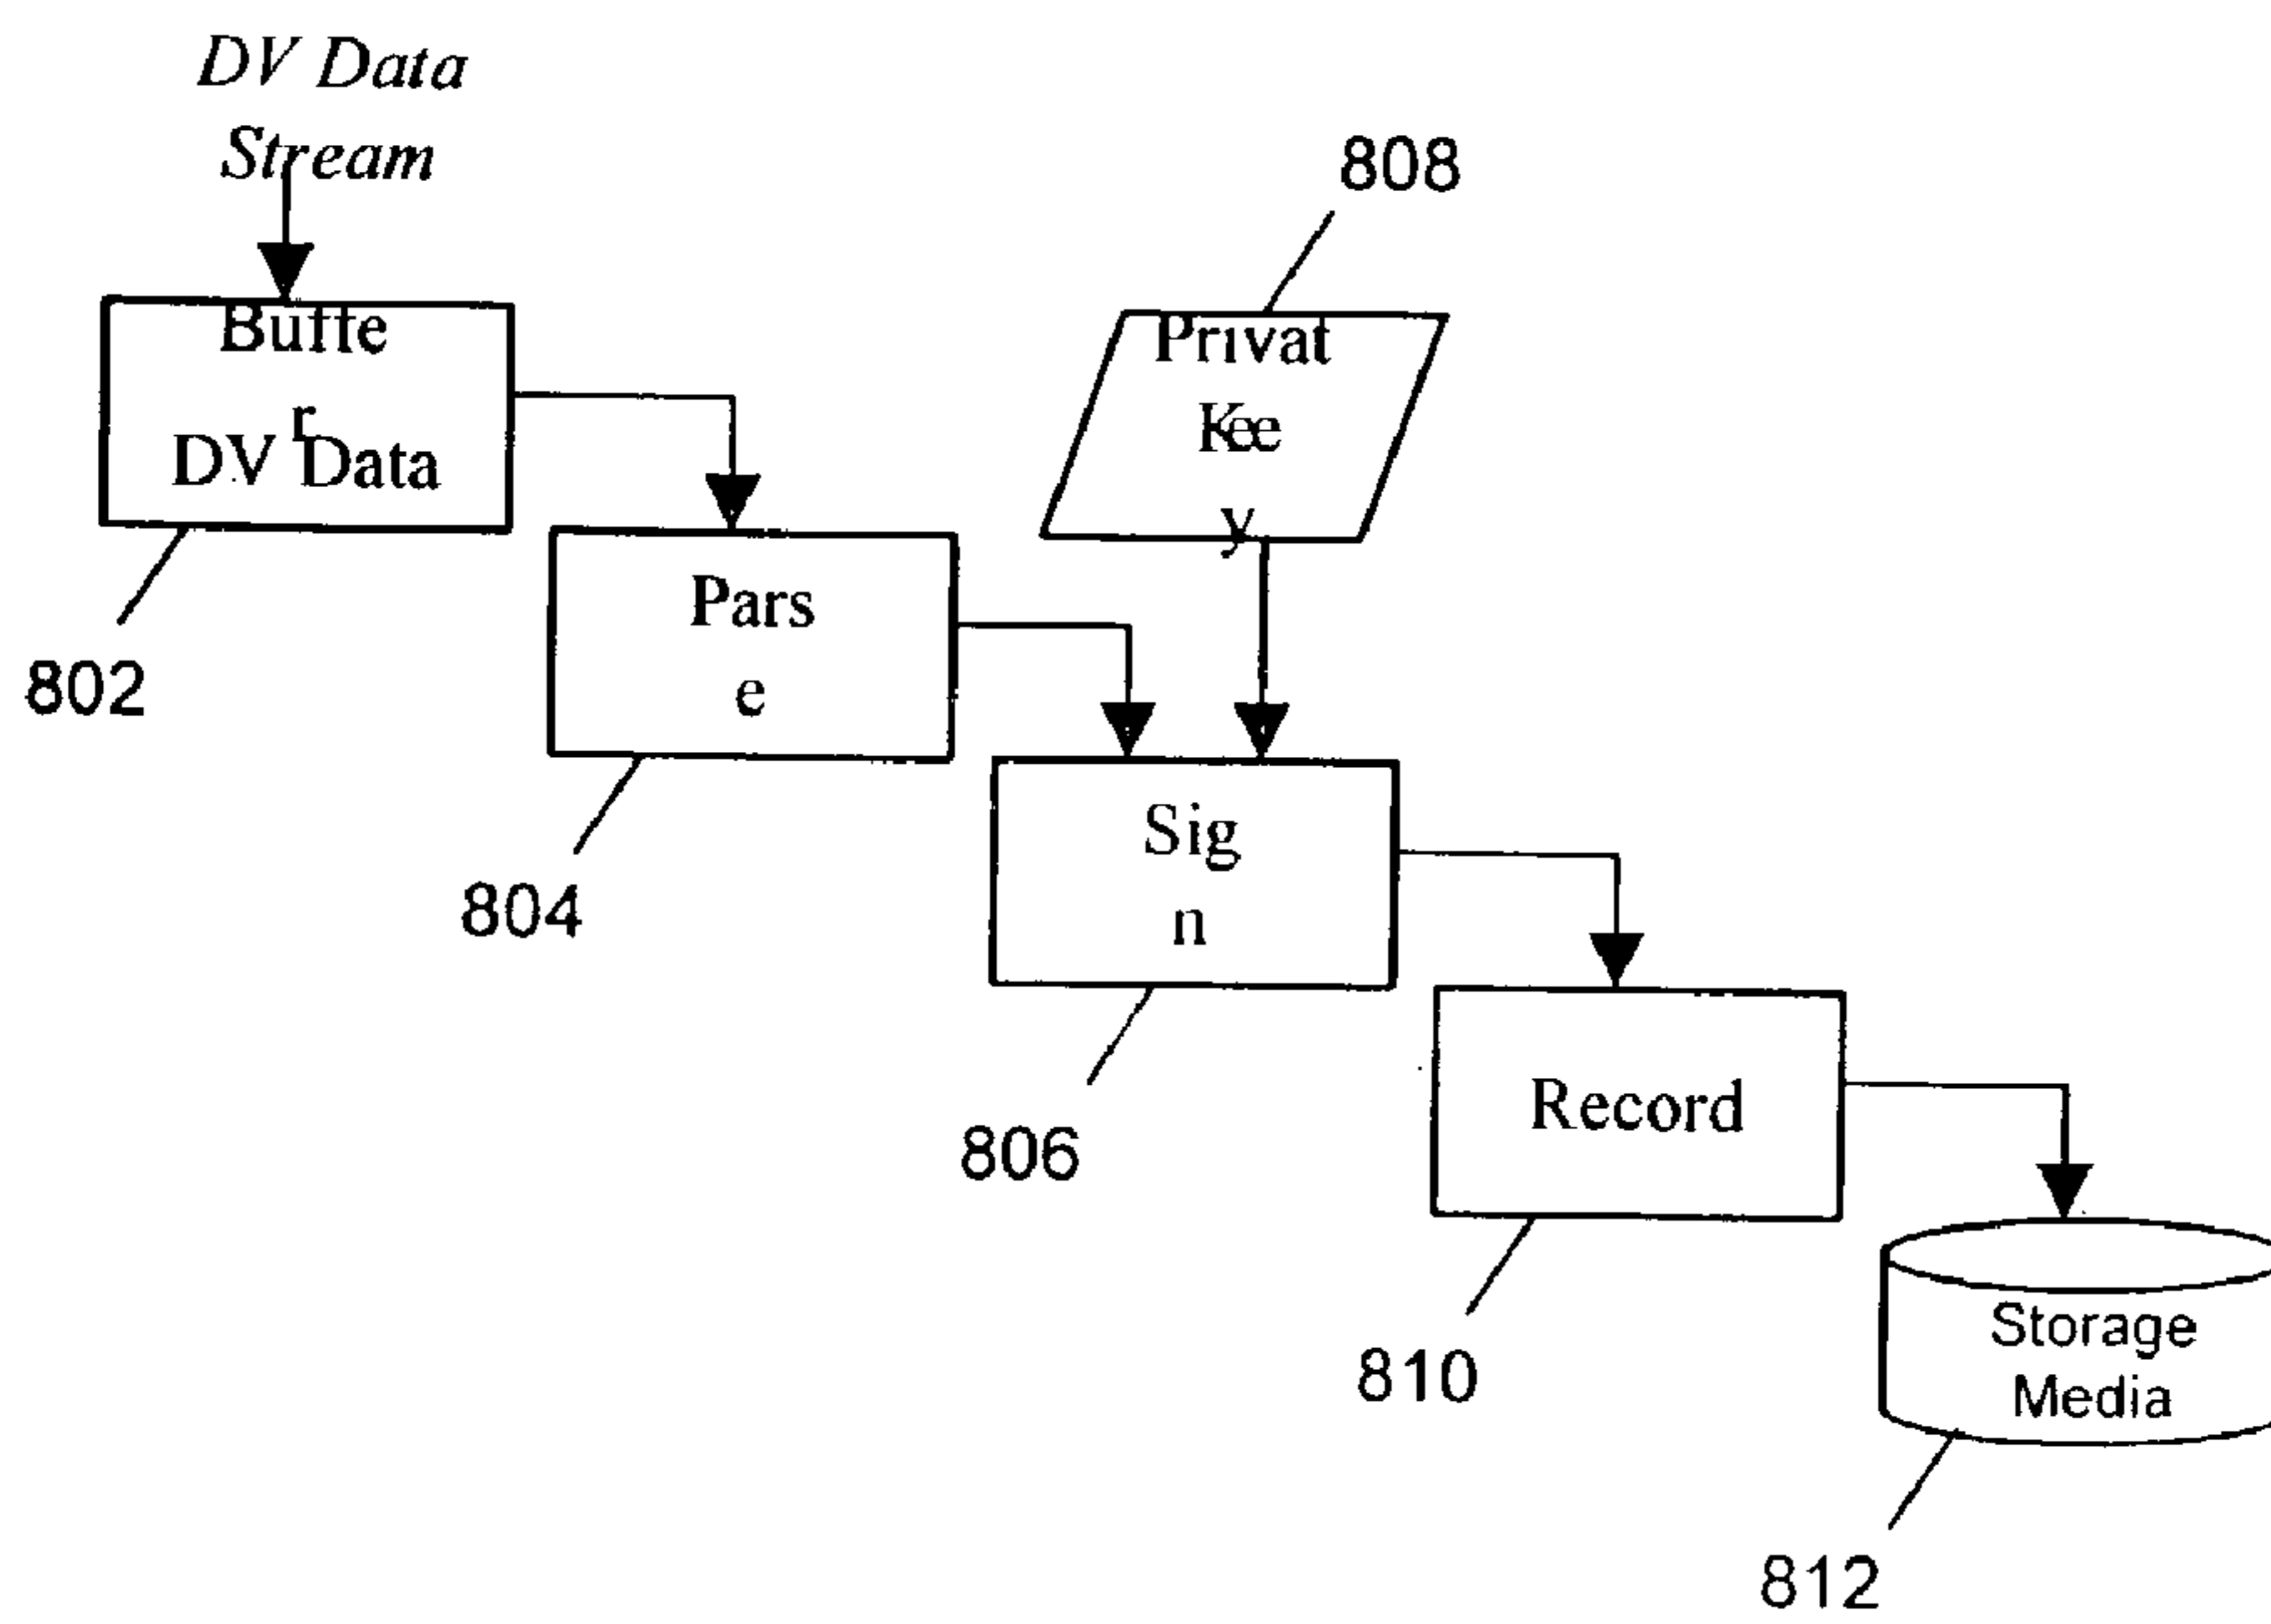 DV Data
Stream
808
Buffe
r
DV Data
Privat
Kee
y
Pars
e
802
Sig
n
804
Record
806
Storage
Media
810
812